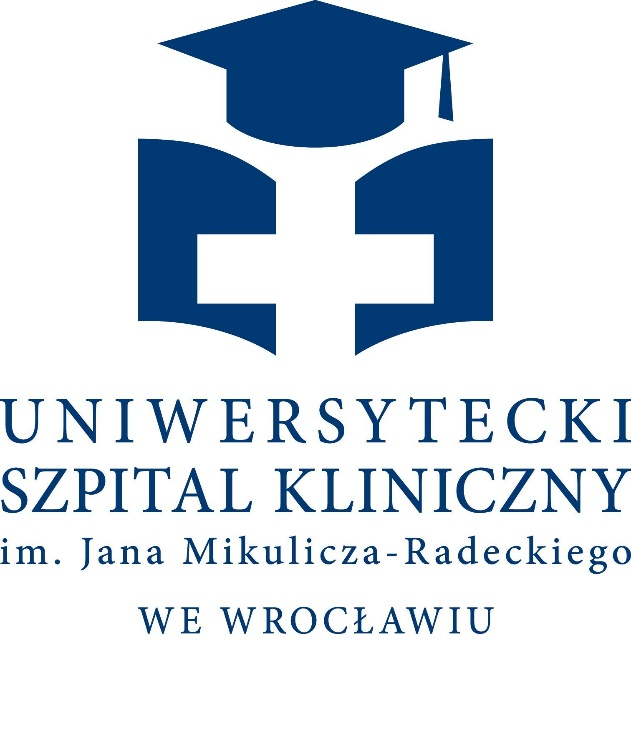 UNIWERSYTECKI
SZPITAL KLINICZNY
im. Jana Mikulicza-Radeckiego
WE WROCŁAWIU